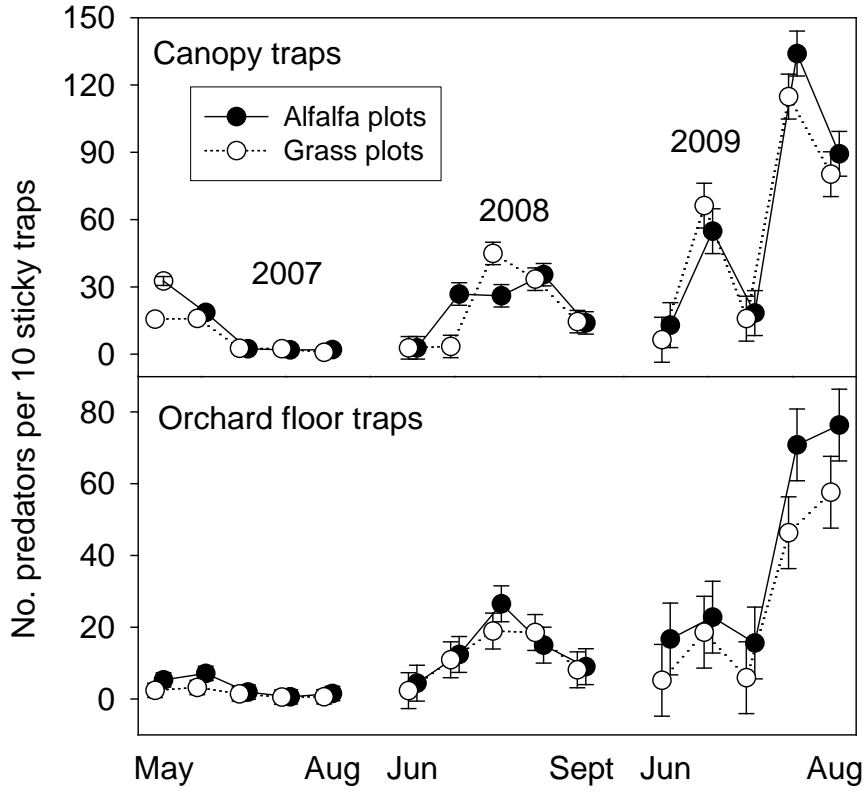 No. predators per 10 sticky traps
150
120
90
60
30
0
Canopy traps
Alfalfa plots
Grass plots
2007
2008
2009
80
60
40
20
0
Orchard floor traps
May Aug Jun Sept Jun Aug